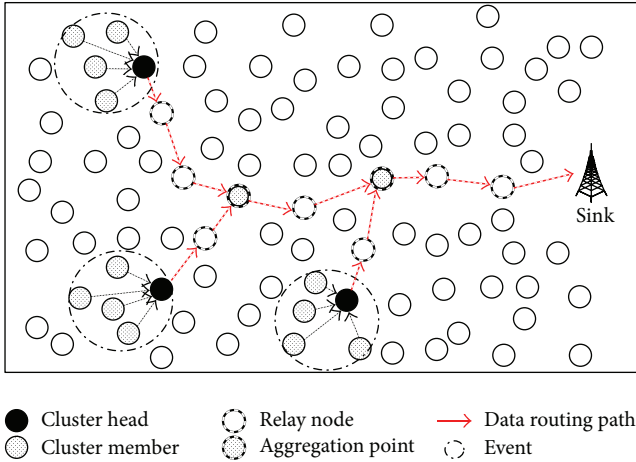 Sink
Cluster head
Relay node
Data routing path
Cluster member
Aggregation point
Event